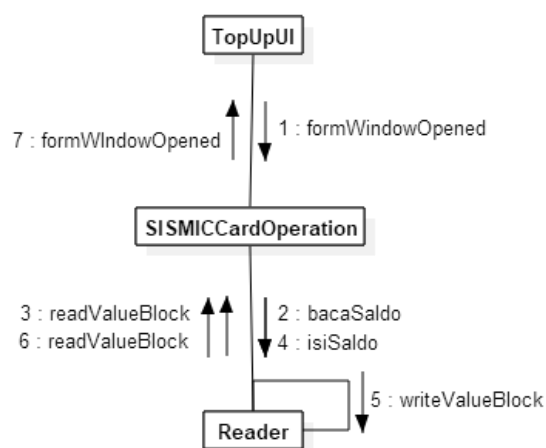 TopUpUI
1 : formWindowOpened
7 : formWIndowOpened
SISMICCardOperation
3 : readValueBlock
2 : bacaSaldo
6 : readValueBlock
4 : isiSaldo
5 : writeValueBlock
Reader